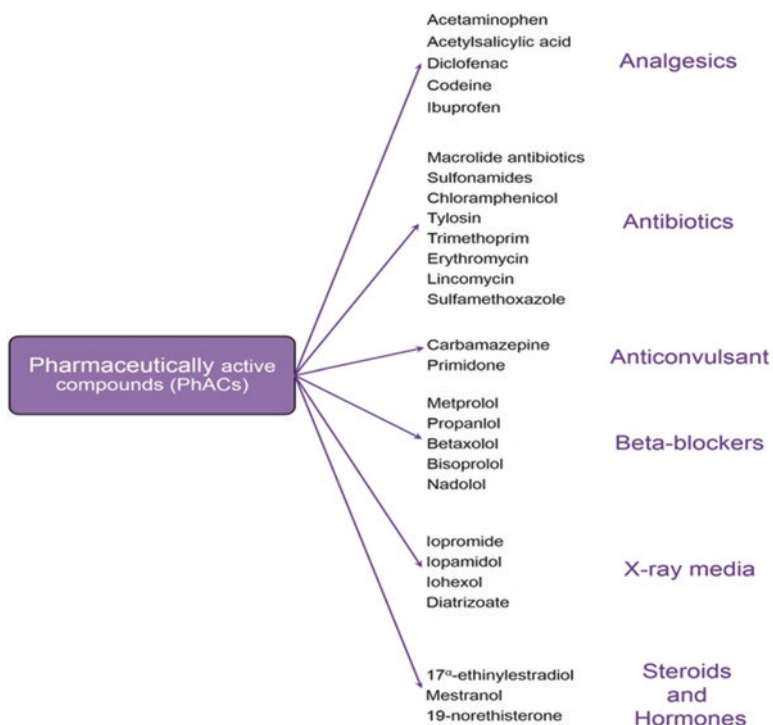 Acetaminophen
Acetylsalicylic acid
Diclofenac
Codeine
Ibuprofen
Analgesics
Macrolide antibiotics
Sulfonamides
Chloramphenicol
Tylosin
Trimethoprim
Erythromycin
Lincomycin
Sulfamethoxazole
Antibiotics
Pharmaceutically active
compounds (PhACs)
Carbamazepine
Primidone
Anticonvulsant
Metprolol
Propanlol
Betaxolol
Bisoprolol
Nadolol
Beta-blockers
Iopromide
Iopamidol
Iohexol
Diatrizoate
X-ray media
17ᵅ-ethinylestradiol
Mestranol
19-norethisterone
Steroids
and
Hormones